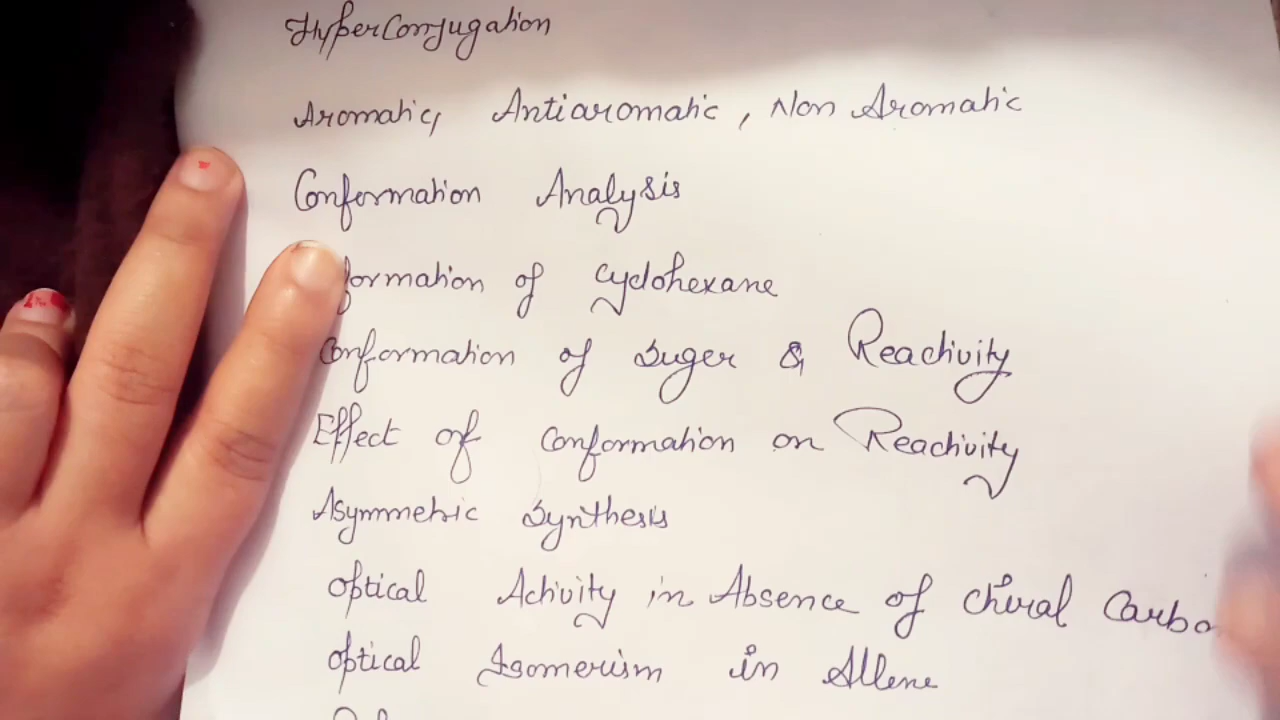 HyperConjugation
Aromatic, Antiaromatic, Non Aromatic
Conformation Analysis
formation of cyclohexane
Conformation of Suger & Reactivity
Effect of conformation on Reactivity
Asymmetric Synthesis
optical Activity in Absence of chiral Carbo
optical Isomerism in Allene